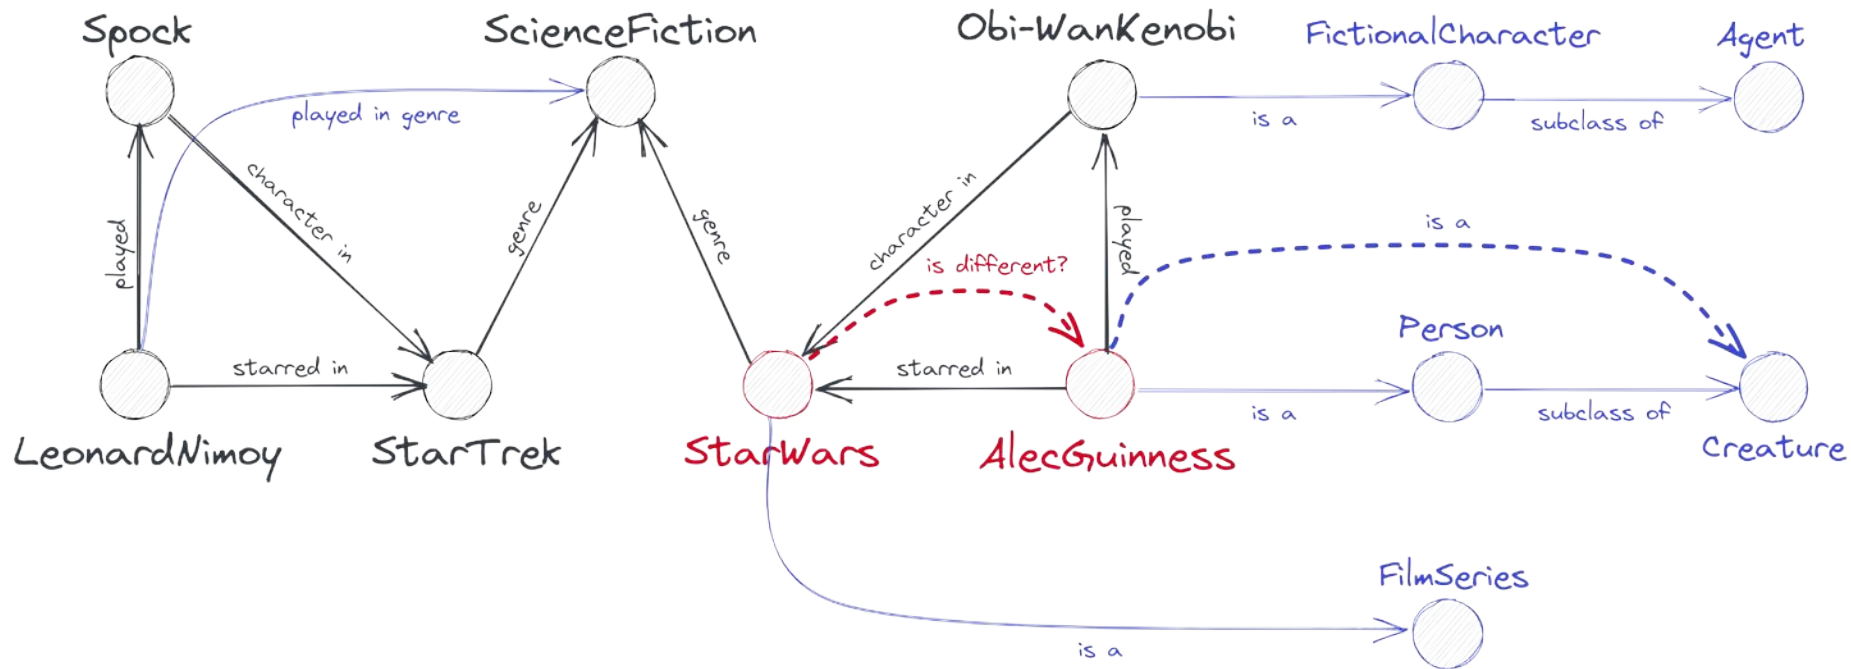 Spock
ScienceFiction
Obi-WanKenobi
FictionalCharacter
Agent
played in genre
is a
subclass of
character in
played
genre
genre
character in
played
is a
is different?
Person
starred in
starred in
is a
subclass of
LeonardNimoy
StarTrek
StarWars
AlecGuinness
Creature
FilmSeries
is a